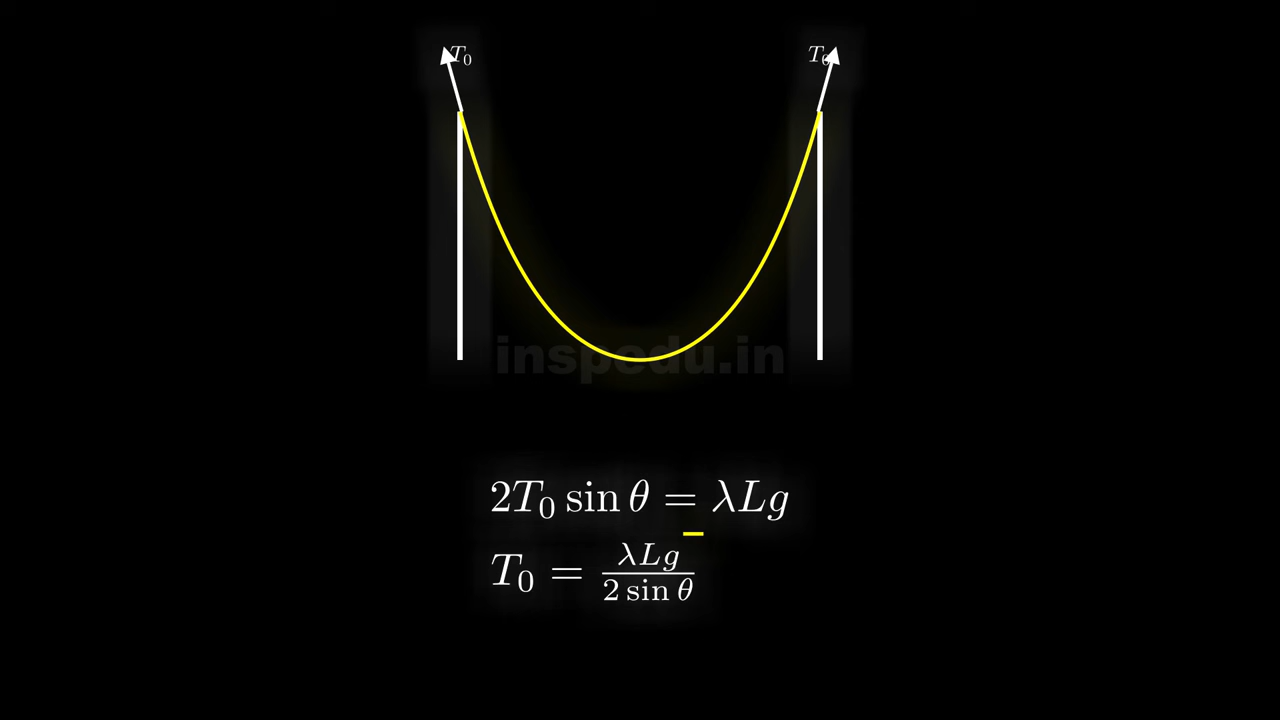 T₀ T₀
inspedu.in
2T₀ sin θ = λLg
T₀ = λLg / 2 sin θ